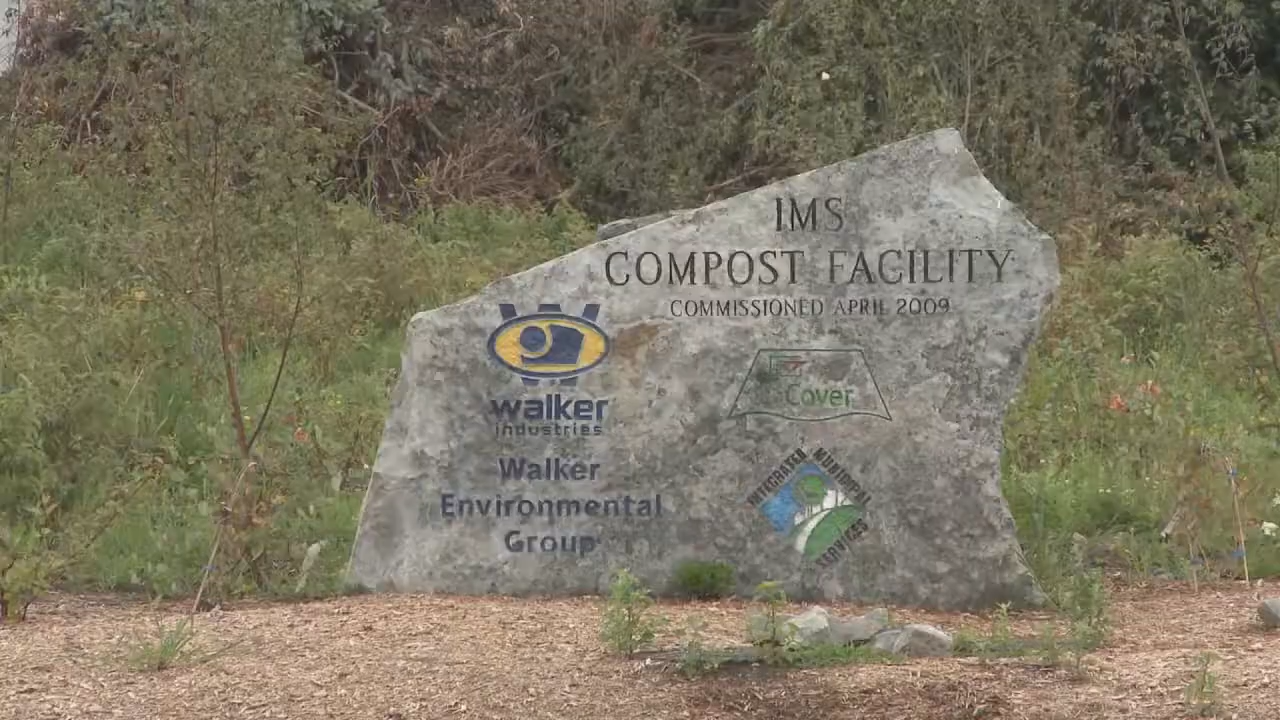 IMS
COMPOST FACILITY
COMMISSIONED APRIL 2009
walker
industries
Walker
Environmental
Group
Cover
INTEGRATED MUNICIPAL
SERVICES